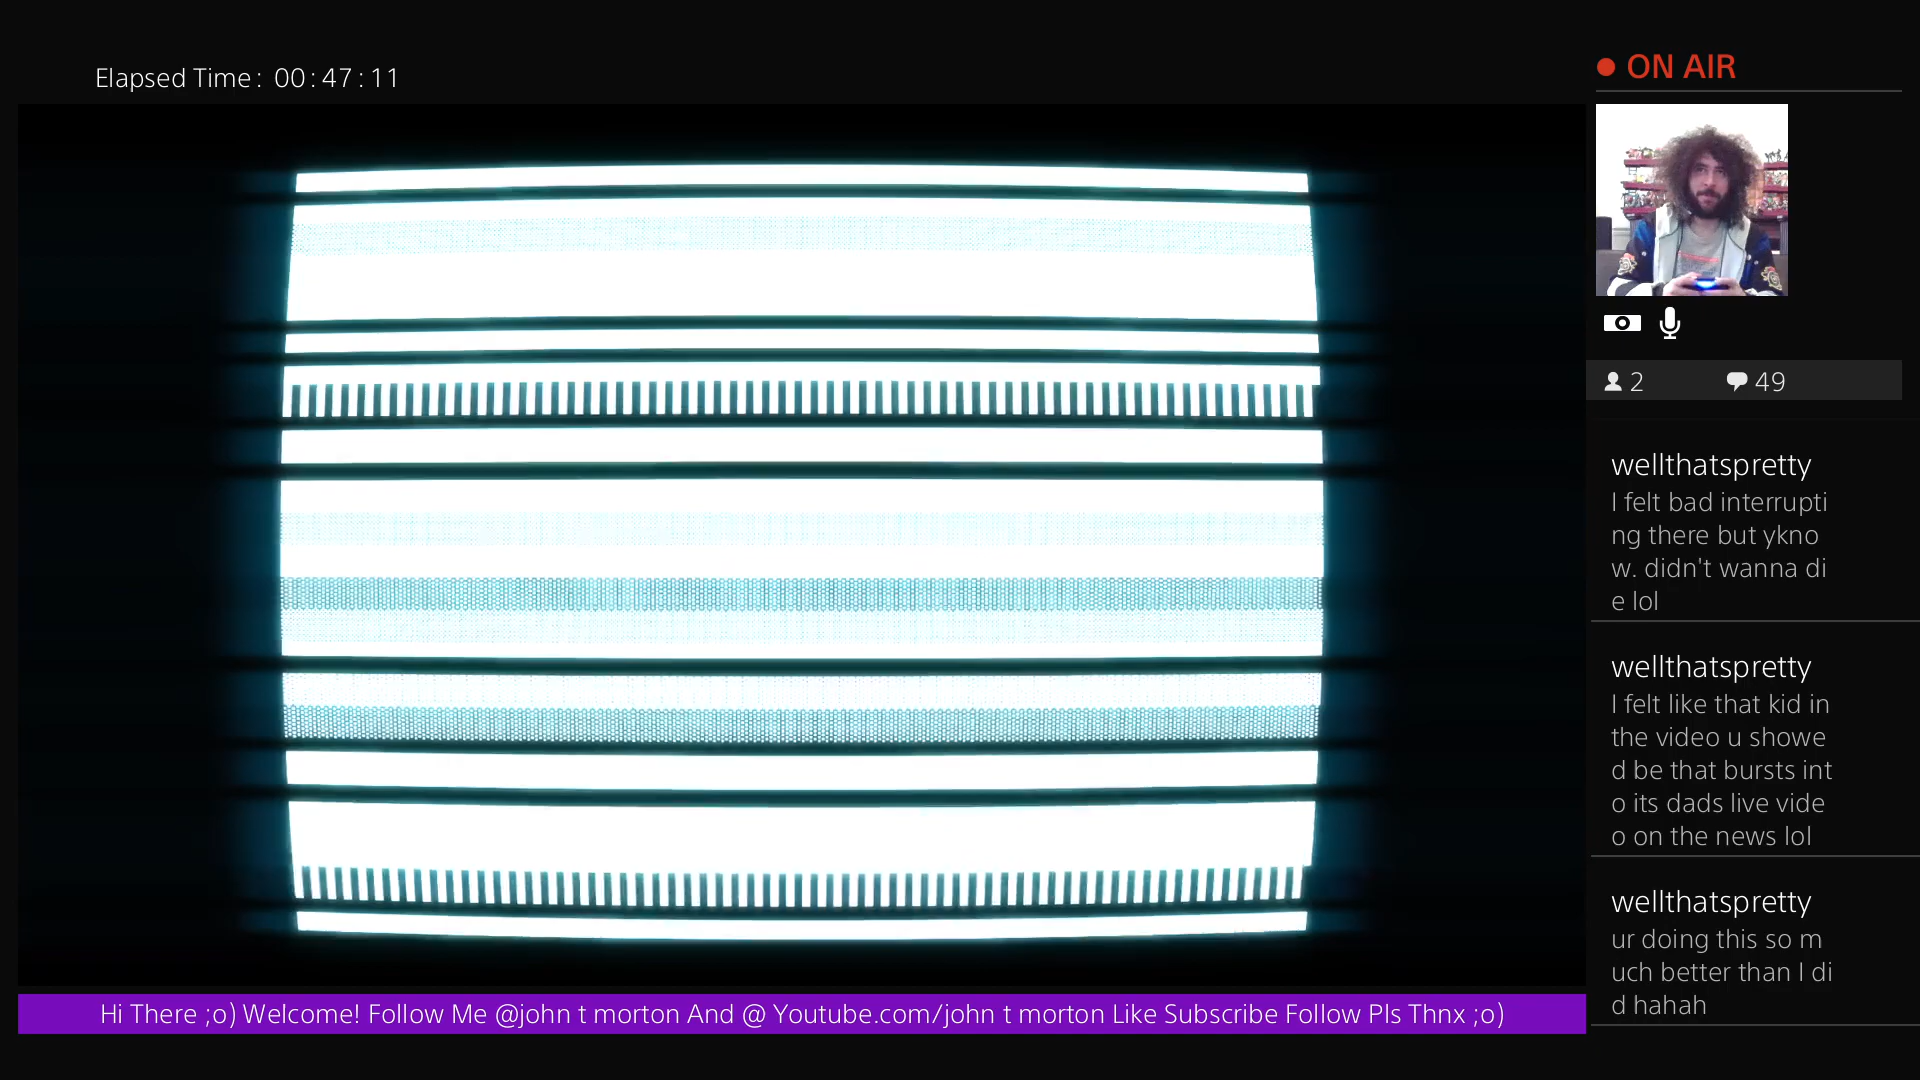 Elapsed Time: 00:47:11
ON AIR
2 49
wellthatspretty
I felt bad interrupti
ng there but ykno
w. didn't wanna di
e lol
wellthatspretty
I felt like that kid in
the video u showe
d be that bursts int
o its dads live vide
o on the news lol
wellthatspretty
ur doing this so m
uch better than I di
d hahah
Hi There ;o) Welcome! Follow Me @john t morton And @ Youtube.com/john t morton Like Subscribe Follow Pls Thnx ;o)